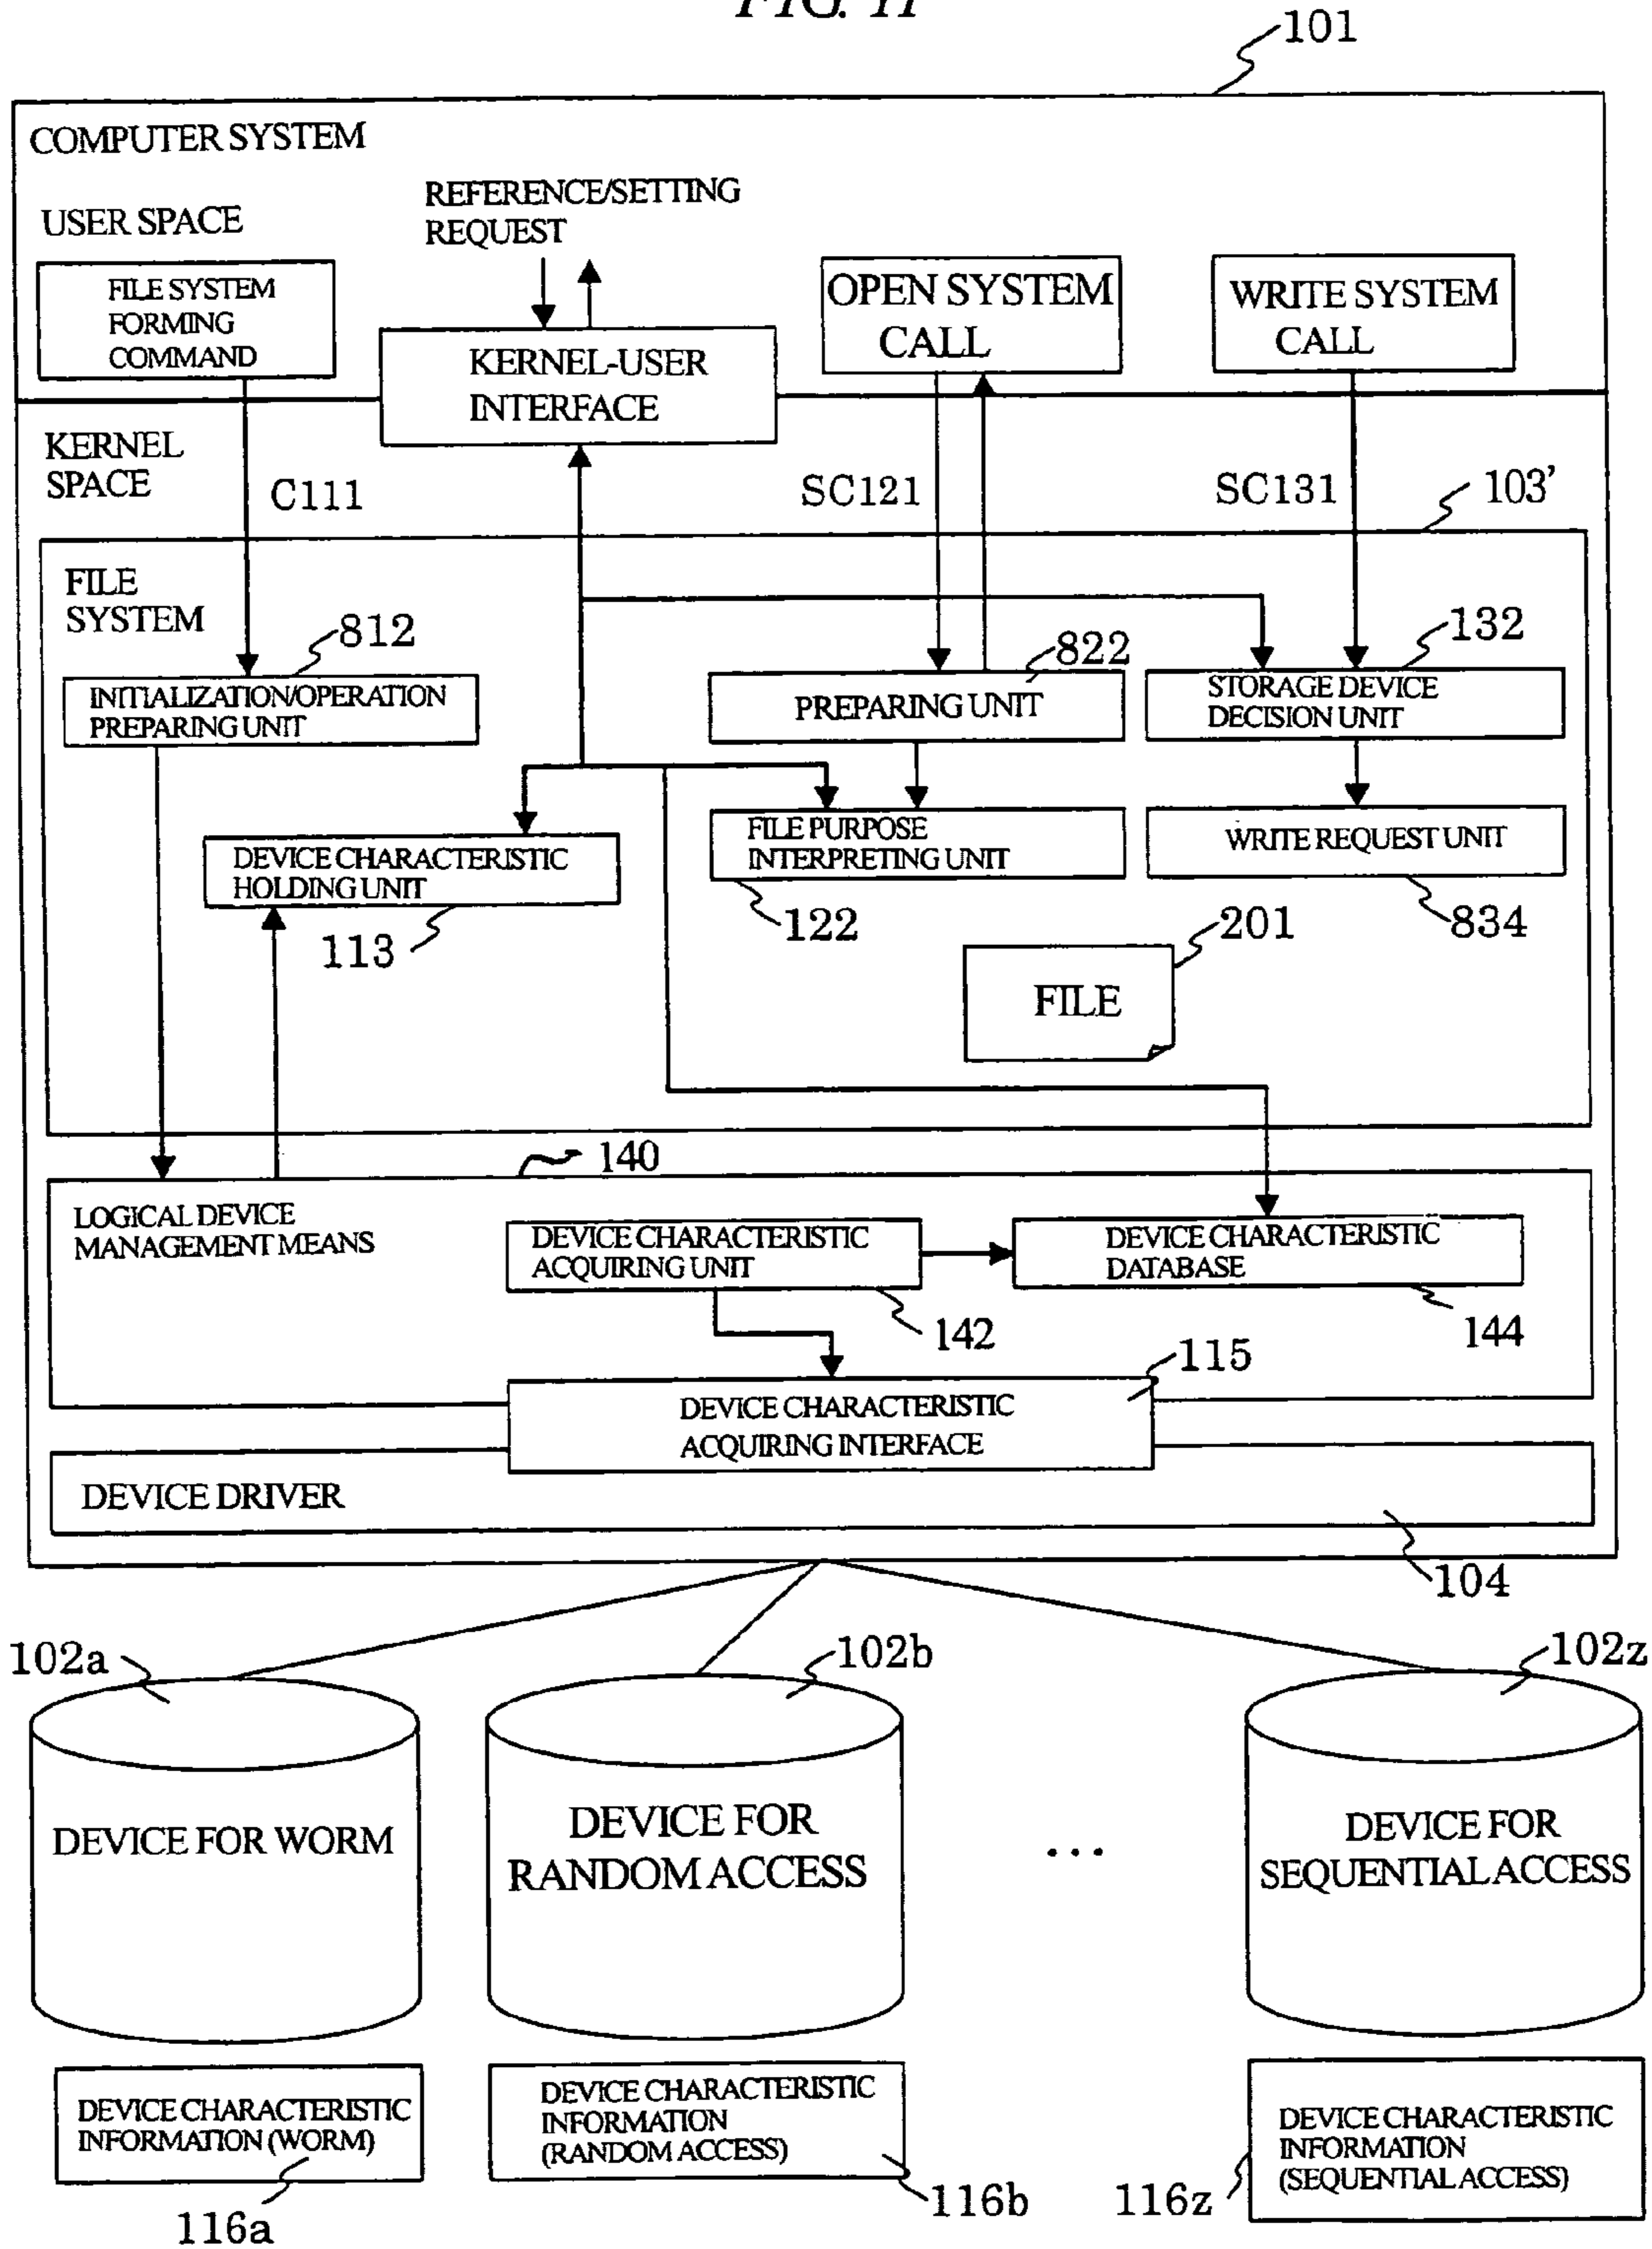 FIG. 11
101
COMPUTER SYSTEM
USER SPACE
REFERENCE/SETTING
REQUEST
FILE SYSTEM
FORMING
COMMAND
KERNEL-USER
INTERFACE
OPEN SYSTEM
CALL
WRITE SYSTEM
CALL
KERNEL
SPACE
C111
SC121
SC131
103'
FILE
SYSTEM
812
822
132
INITIALIZATION/OPERATION
PREPARING UNIT
PREPARING UNIT
STORAGE DEVICE
DECISION UNIT
DEVICE CHARACTERISTIC
HOLDING UNIT
FILE PURPOSE
INTERPRETING UNIT
WRITE REQUEST UNIT
113
122
201
834
FILE
140
LOGICAL DEVICE
MANAGEMENT MEANS
DEVICE CHARACTERISTIC
ACQUIRING UNIT
DEVICE CHARACTERISTIC
DATABASE
142
144
115
DEVICE CHARACTERISTIC
ACQUIRING INTERFACE
DEVICE DRIVER
104
102a
102b
102z
DEVICE FOR WORM
DEVICE FOR
RANDOM ACCESS
...
DEVICE FOR
SEQUENTIAL ACCESS
DEVICE CHARACTERISTIC
INFORMATION (WORM)
DEVICE CHARACTERISTIC
INFORMATION
(RANDOM ACCESS)
DEVICE CHARACTERISTIC
INFORMATION
(SEQUENTIAL ACCESS)
116a
116b
116z